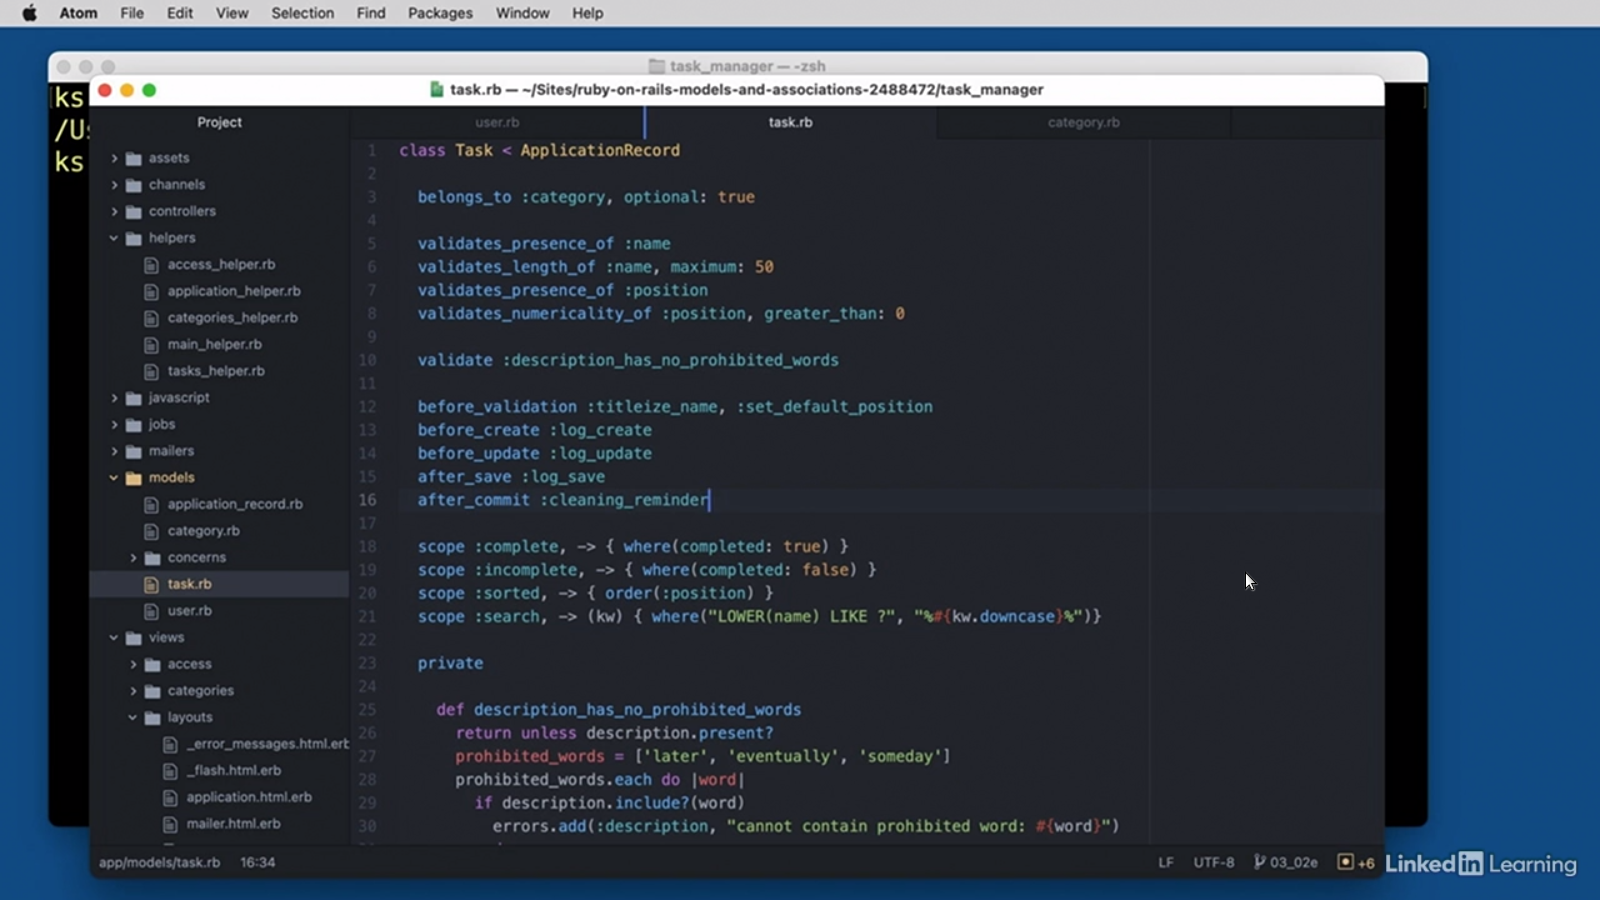 Atom File Edit View Selection Find Packages Window Help
task_manager — -zsh
ks
/Us
ks
task.rb — ~/Sites/ruby-on-rails-models-and-associations-2488472/task_manager
Project
user.rb
task.rb
category.rb
assets
channels
controllers
helpers
access_helper.rb
application_helper.rb
categories_helper.rb
main_helper.rb
tasks_helper.rb
javascript
jobs
mailers
models
application_record.rb
category.rb
concerns
task.rb
user.rb
views
access
categories
layouts
_error_messages.html.erb
_flash.html.erb
application.html.erb
mailer.html.erb
1 class Task < ApplicationRecord
2
3 belongs_to :category, optional: true
4
5 validates_presence_of :name
6 validates_length_of :name, maximum: 50
7 validates_presence_of :position
8 validates_numericality_of :position, greater_than: 0
9
10 validate :description_has_no_prohibited_words
11
12 before_validation :titleize_name, :set_default_position
13 before_create :log_create
14 before_update :log_update
15 after_save :log_save
16 after_commit :cleaning_reminder
17
18 scope :complete, -> { where(completed: true) }
19 scope :incomplete, -> { where(completed: false) }
20 scope :sorted, -> { order(:position) }
21 scope :search, -> (kw) { where("LOWER(name) LIKE ?", "%#{kw.downcase}%")}
22
23 private
24
25 def description_has_no_prohibited_words
26 return unless description.present?
27 prohibited_words = ['later', 'eventually', 'someday']
28 prohibited_words.each do |word|
29 if description.include?(word)
30 errors.add(:description, "cannot contain prohibited word: #{word}")
app/models/task.rb 16:34
LF UTF-8 03_02e +6
Linked in Learning